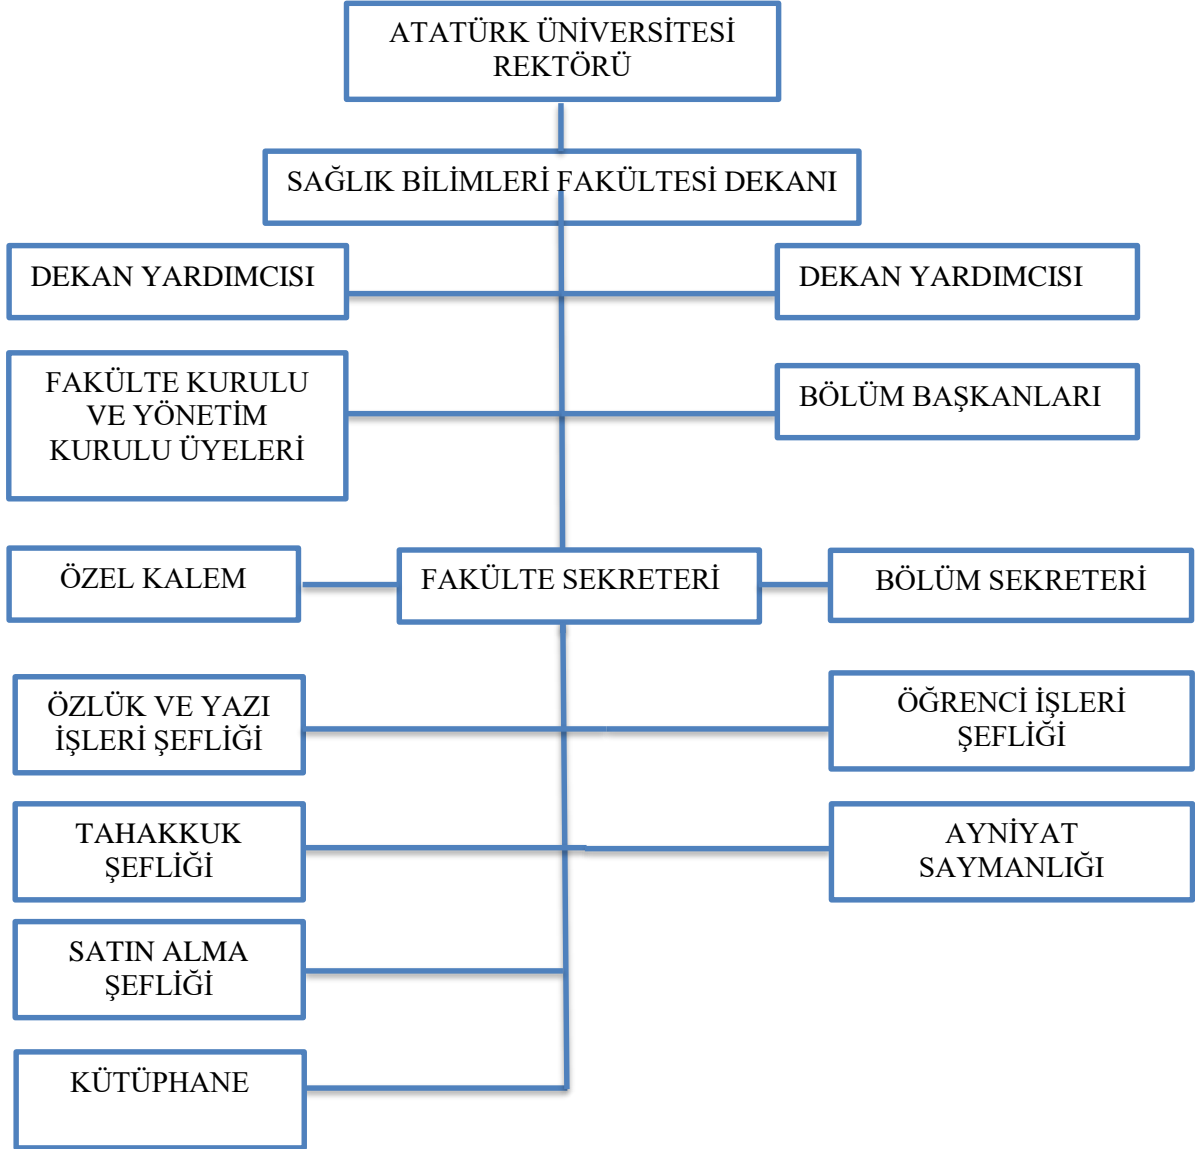 ATATÜRK ÜNİVERSİTESİ
REKTÖRÜ
SAĞLIK BİLİMLERİ FAKÜLTESİ DEKANI
DEKAN YARDIMCISI
DEKAN YARDIMCISI
FAKÜLTE KURULU
VE YÖNETİM
KURULU ÜYELERİ
BÖLÜM BAŞKANLARI
ÖZEL KALEM
FAKÜLTE SEKRETERİ
BÖLÜM SEKRETERİ
ÖZLÜK VE YAZI
İŞLERİ ŞEFLİĞİ
ÖĞRENCİ İŞLERİ
ŞEFLİĞİ
TAHAKKUK
ŞEFLİĞİ
AYNİYAT
SAYMANLIĞI
SATIN ALMA
ŞEFLİĞİ
KÜTÜPHANE